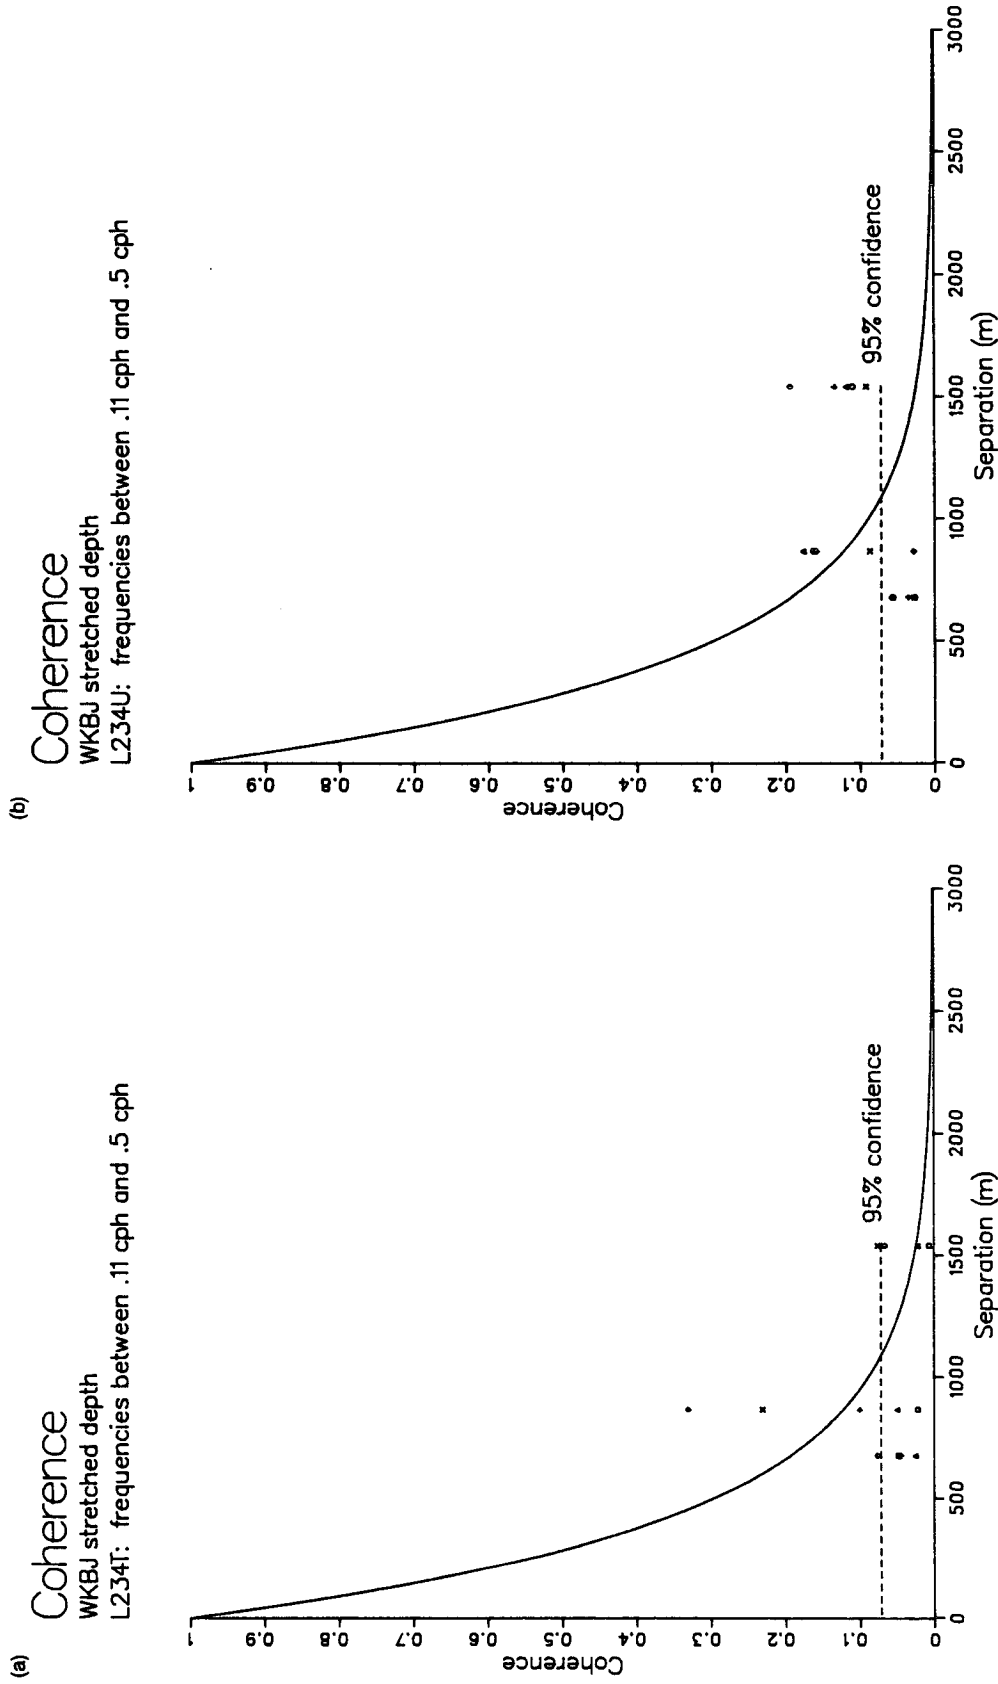 (a)
Coherence
WKBJ stretched depth
L234T: frequencies between .11 cph and .5 cph
Coherence
1
0.9
0.8
0.7
0.6
0.5
0.4
0.3
0.2
0.1
0
95% confidence
0
500
1000
1500
2000
2500
3000
Separation (m)
(b)
Coherence
WKBJ stretched depth
L234U: frequencies between .11 cph and .5 cph
Coherence
1
0.9
0.8
0.7
0.6
0.5
0.4
0.3
0.2
0.1
0
95% confidence
0
500
1000
1500
2000
2500
3000
Separation (m)